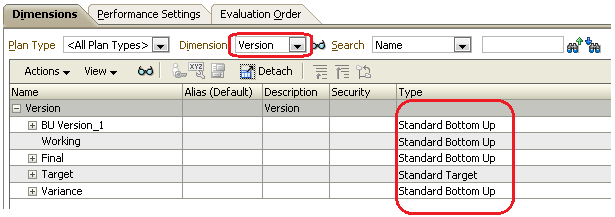 Dimensions Performance Settings Evaluation Order
Plan Type <All Plan Types> Dimension Version Search Name
Actions View XYZ Detach
Name Alias (Default) Description Security Type
Version Version
BU Version_1 Standard Bottom Up
Working Standard Bottom Up
Final Standard Bottom Up
Target Standard Target
Variance Standard Bottom Up